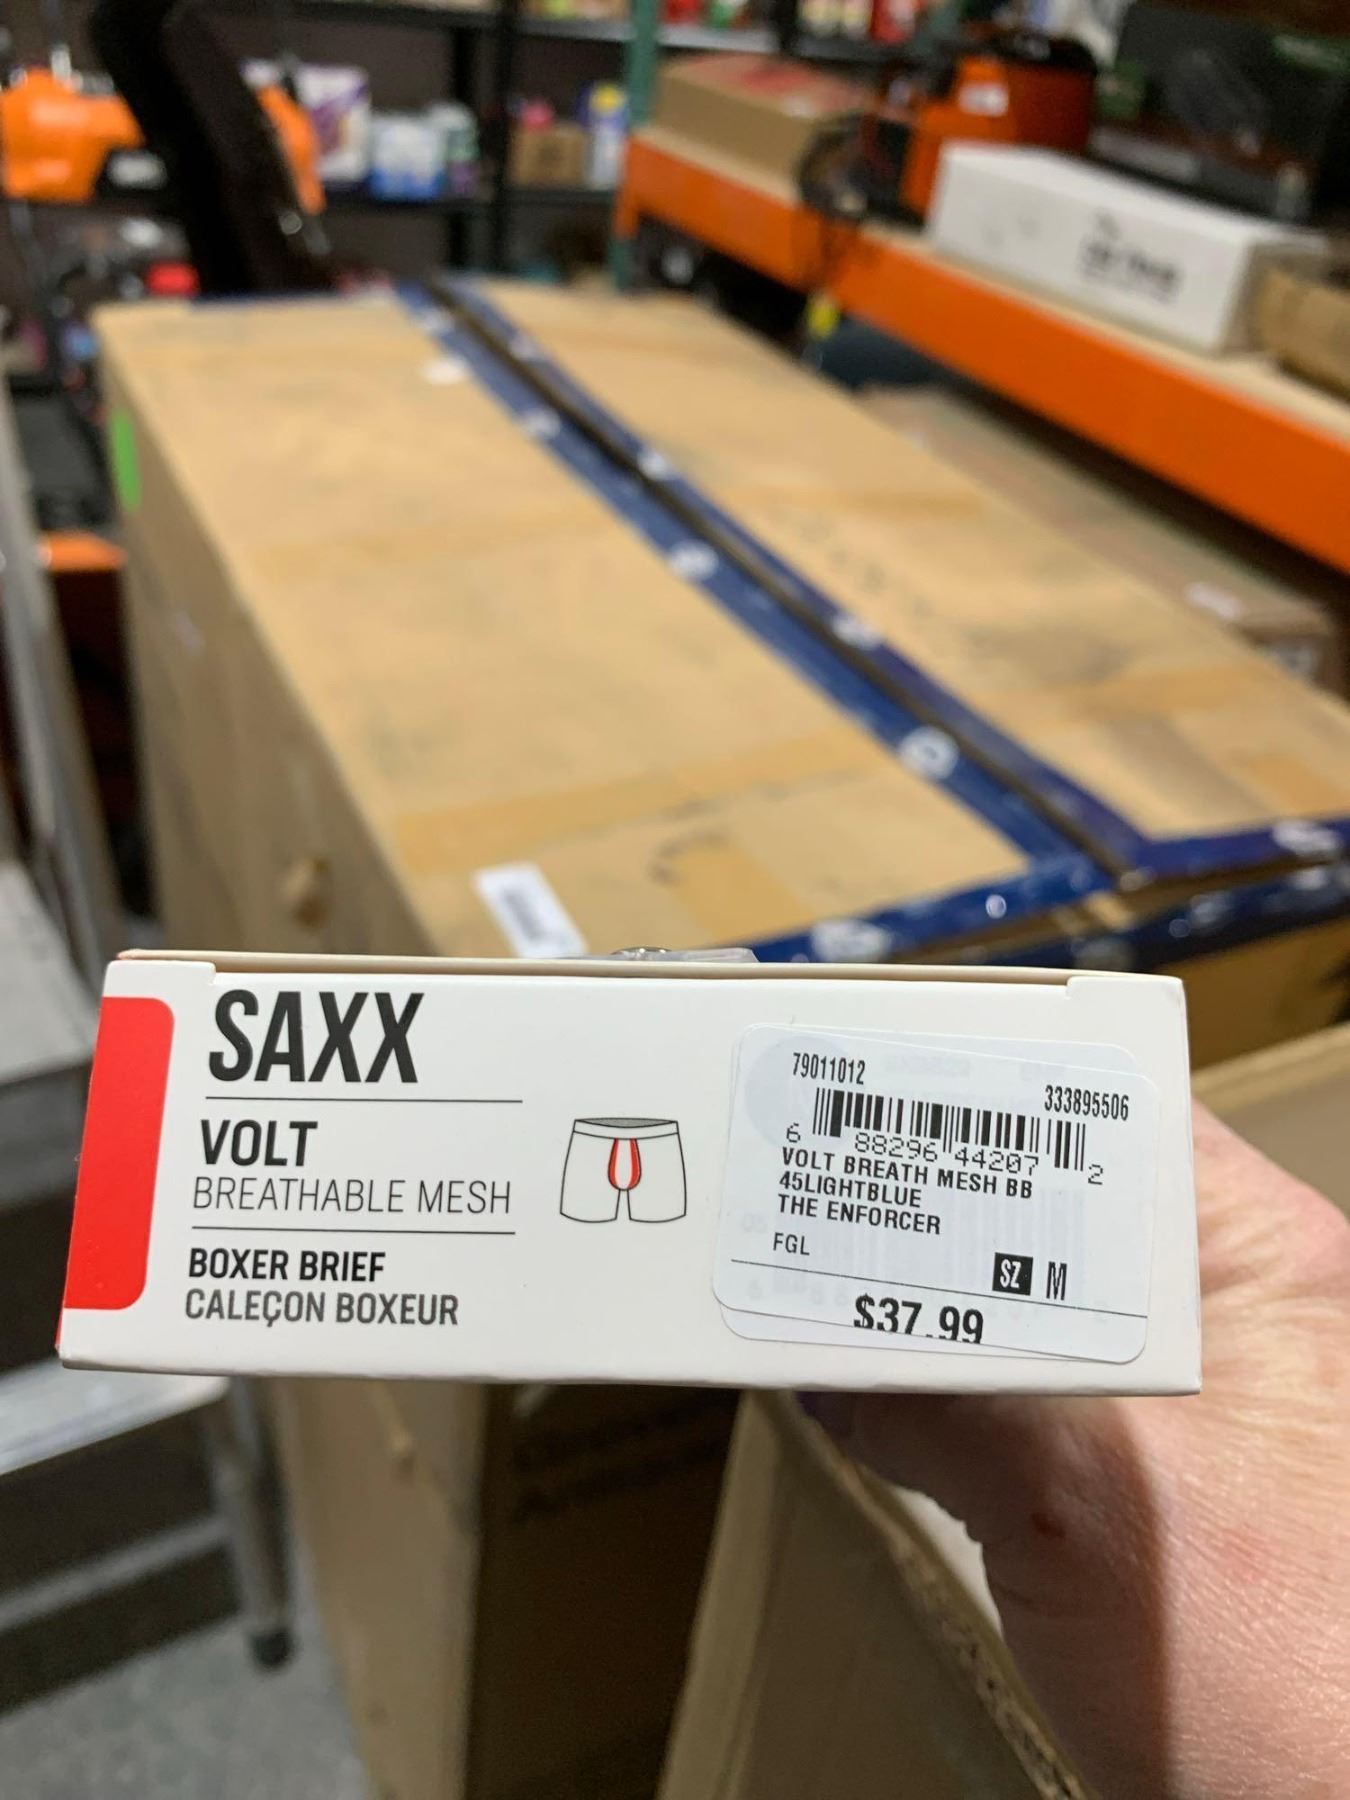 SAXX
VOLT
BREATHABLE MESH
BOXER BRIEF
CALEÇON BOXEUR
79011012
333895506
6 88296 44207 2
VOLT BREATH MESH BB
45LIGHTBLUE
THE ENFORCER
FGL
SZ M
$37.99